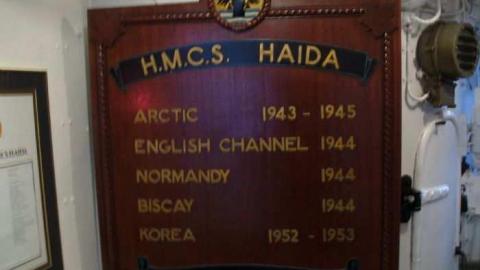 H.M.C.S. HAIDA
ARCTIC 1943 - 1945
ENGLISH CHANNEL 1944
NORMANDY 1944
BISCAY 1944
KOREA 1952 - 1953